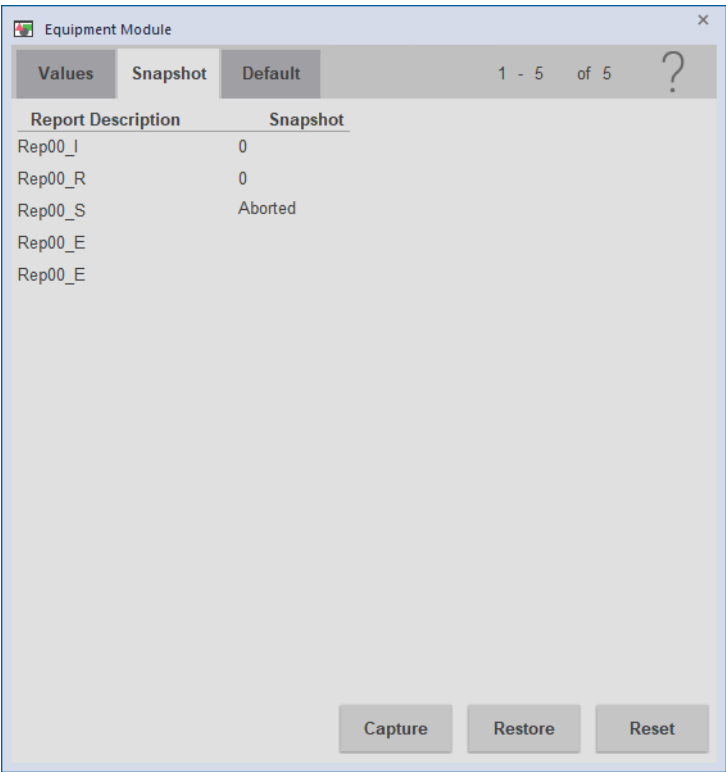 Equipment Module
Values Snapshot Default 1 - 5 of 5 ?
Report Description Snapshot
Rep00_I 0
Rep00_R 0
Rep00_S Aborted
Rep00_E
Rep00_E
Capture Restore Reset